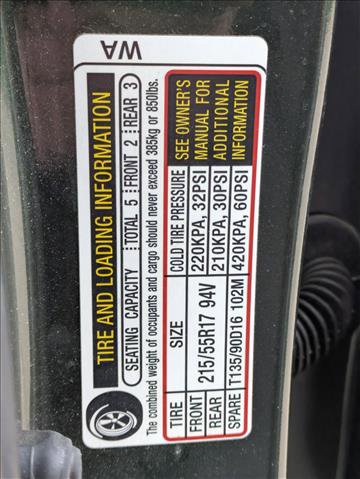 WA
TIRE AND LOADING INFORMATION
SEATING CAPACITY TOTAL 5 FRONT 2 REAR 3
The combined weight of occupants and cargo should never exceed 385kg or 850lbs.
TIRE SIZE COLD TIRE PRESSURE
FRONT 215/55R17 94V 220KPA, 32PSI
REAR 210KPA, 30PSI
SPARE T135/90D16 102M 420KPA, 60PSI
SEE OWNER'S
MANUAL FOR
ADDITIONAL
INFORMATION